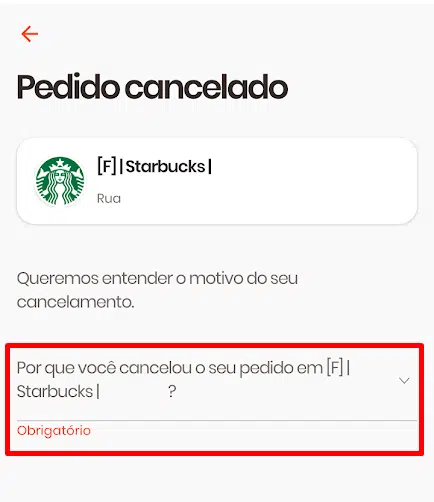 Pedido cancelado
[F] | Starbucks |
Rua
Queremos entender o motivo do seu
cancelamento.
Por que você cancelou o seu pedido em [F] |
Starbucks | ?
Obrigatório